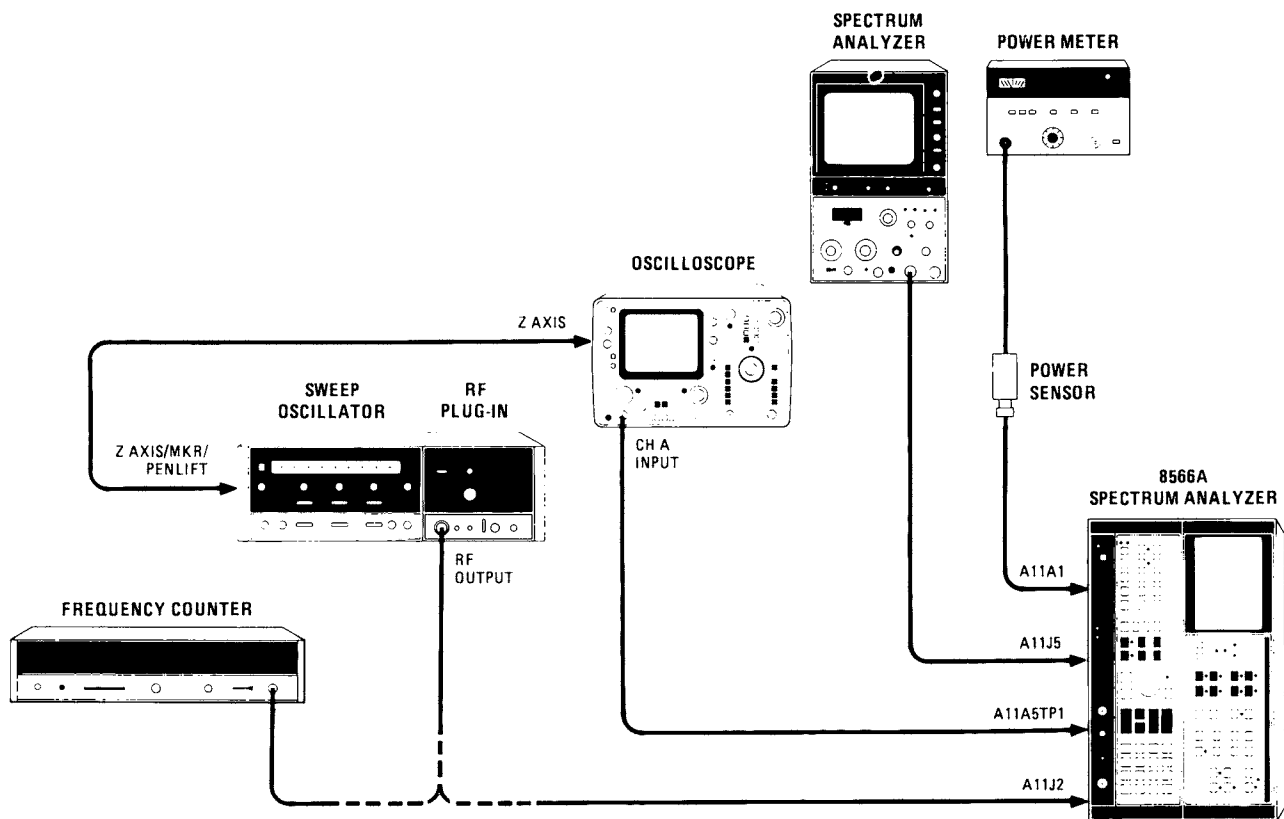 SPECTRUM
ANALYZER
POWER METER
OSCILLOSCOPE
Z AXIS
POWER
SENSOR
SWEEP
OSCILLATOR
RF
PLUG-IN
Z AXIS/MKR/
PENLIFT
CH A
INPUT
8566A
SPECTRUM ANALYZER
RF
OUTPUT
A11A1
FREQUENCY COUNTER
A11J5
A11A5TP1
A11J2